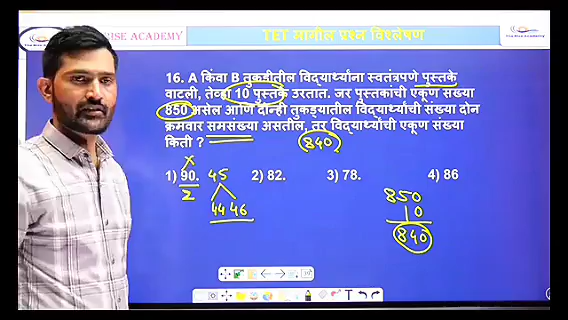 RISE ACADEMY
TET मागील प्रश्न विश्लेषण
16. A किंवा B तुकडीतील विद्यार्थ्यांना स्वतंत्रपणे पुस्तके
वाटली, तेव्हा 10 पुस्तके उरतात. जर पुस्तकांची एकूण संख्या
850 असेल आणि दोन्ही तुकड्यातील विद्यार्थ्यांची संख्या दोन
क्रमवार समसंख्या असतील, तर विद्यार्थ्यांची एकूण संख्या
किती ?
840
1) 90. 2) 82. 3) 78. 4) 86
x
2
45
44 46
850
10
840